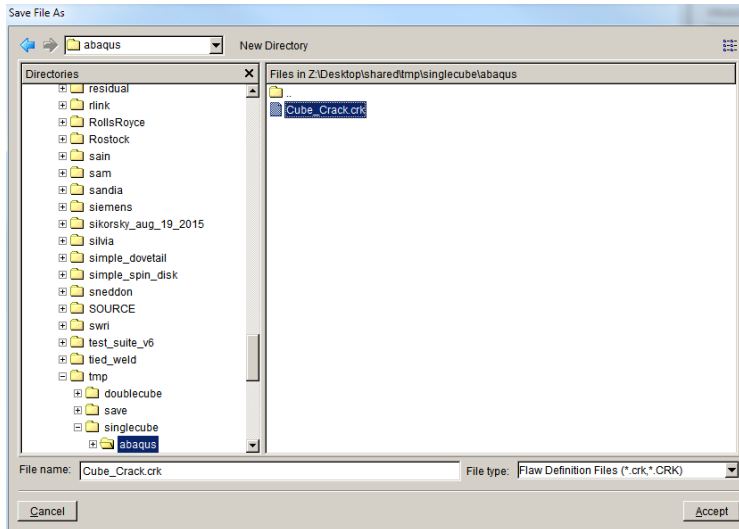 Save File As
abaqus
New Directory
Directories
X
residual
rlink
RollsRoyce
Rostock
sain
sam
sandia
siemens
sikorsky_aug_19_2015
silvia
simple_dovetail
simple_spin_disk
sneddon
SOURCE
swri
test_suite_v6
tied_weld
tmp
doublecube
save
singlecube
abaqus
Files in Z:\Desktop\shared\tmp\singlecube\abaqus
..
Cube_Crack.crk
File name: Cube_Crack.crk
File type: Flaw Definition Files (*.crk,*.CRK)
Cancel
Accept